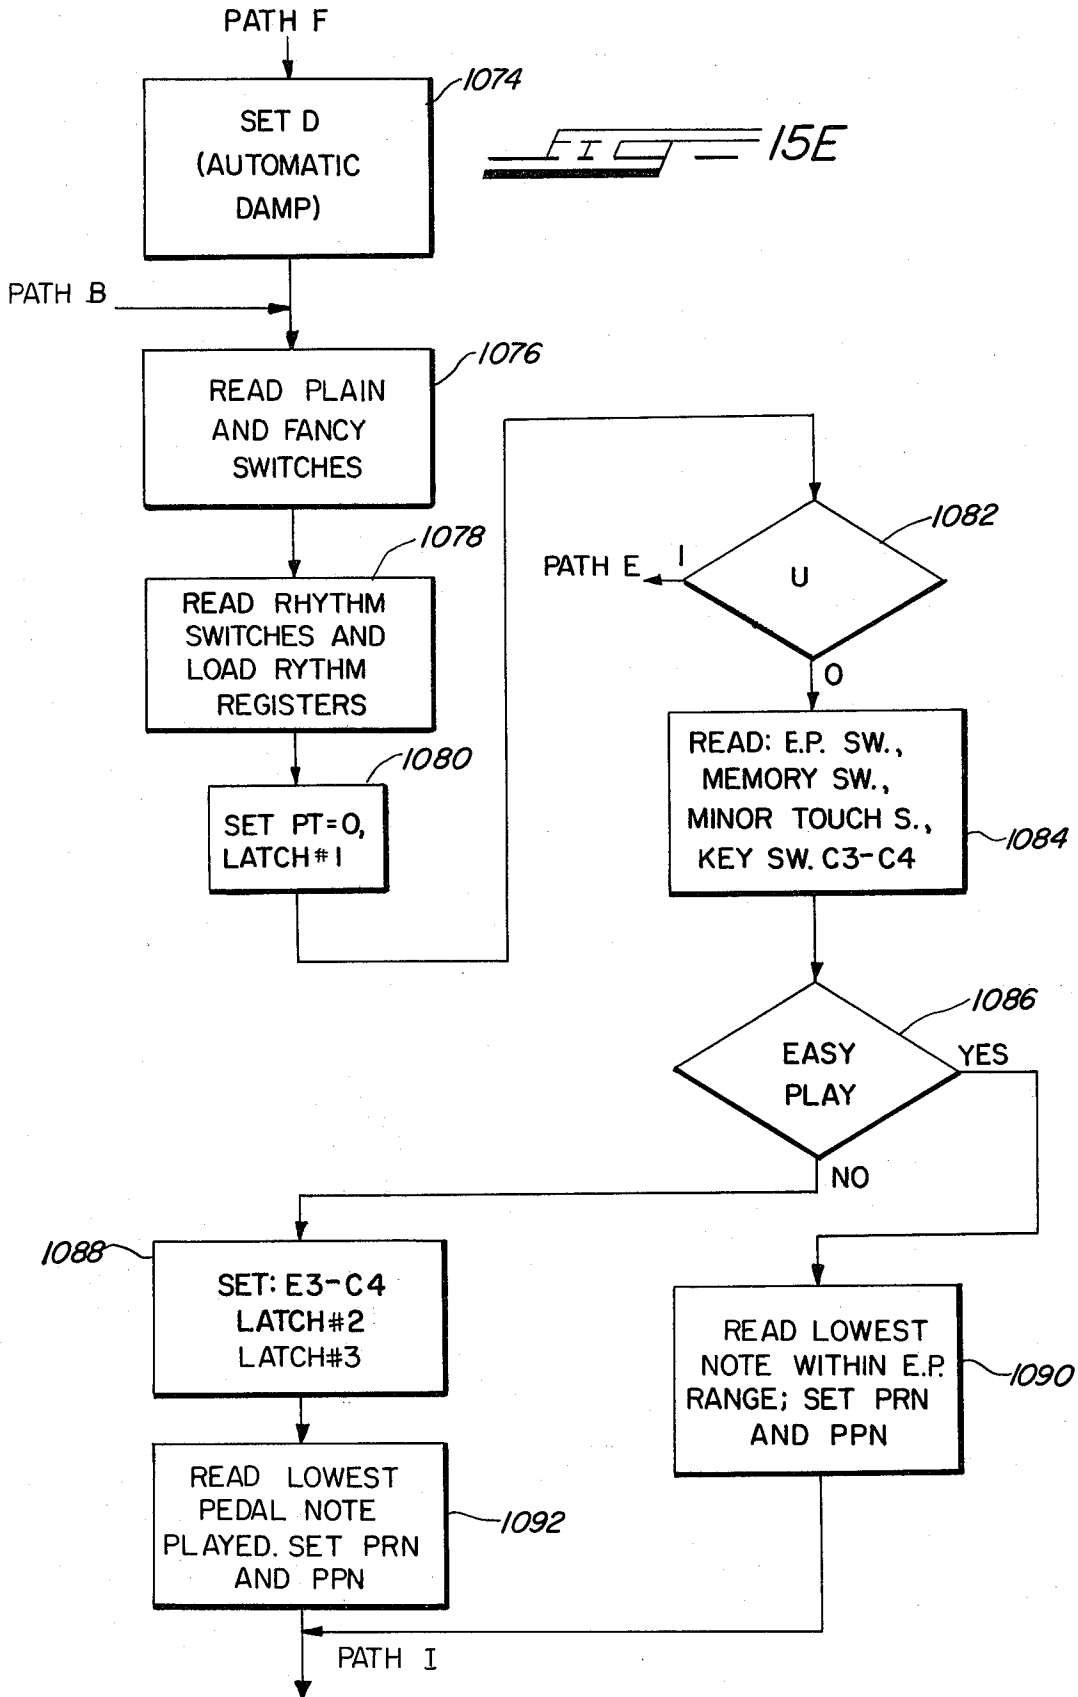 PATH F
1074
SET D
(AUTOMATIC
DAMP)
FIG. 15E
PATH B
1076
READ PLAIN
AND FANCY
SWITCHES
1078
READ RHYTHM
SWITCHES AND
LOAD RYTHM
REGISTERS
1080
SET PT=0,
LATCH#1
1082
PATH E
1
U
0
READ: E.P. SW.,
MEMORY SW.,
MINOR TOUCH S.,
KEY SW. C3-C4
1084
1086
EASY
PLAY
YES
NO
1088
SET: E3-C4
LATCH#2
LATCH#3
READ LOWEST
NOTE WITHIN E.P.
RANGE; SET PRN
AND PPN
1090
READ LOWEST
PEDAL NOTE
PLAYED. SET PRN
AND PPN
1092
PATH I